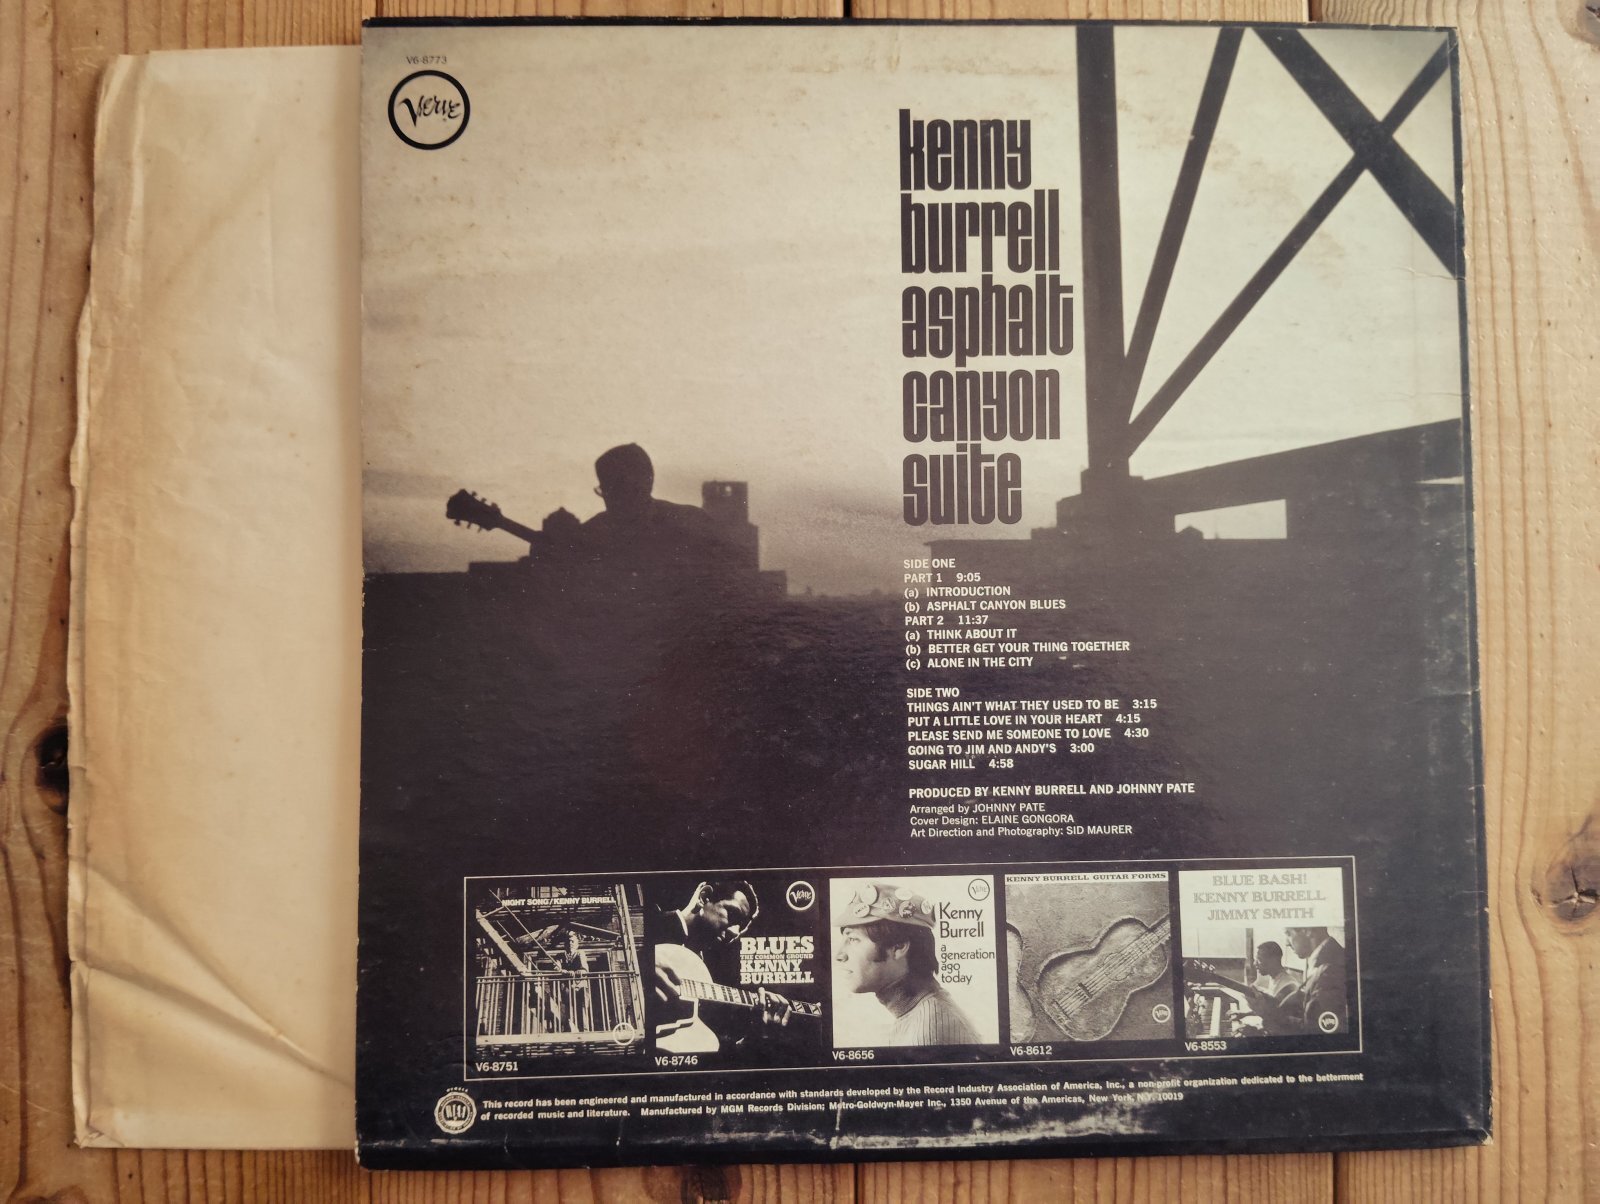 V6-8773
Verve
kenny
burrell
asphalt
canyon
suite
SIDE ONE
PART 1 9:05
(a) INTRODUCTION
(b) ASPHALT CANYON BLUES
PART 2 11:37
(a) THINK ABOUT IT
(b) BETTER GET YOUR THING TOGETHER
(c) ALONE IN THE CITY
SIDE TWO
THINGS AIN'T WHAT THEY USED TO BE 3:15
PUT A LITTLE LOVE IN YOUR HEART 4:15
PLEASE SEND ME SOMEONE TO LOVE 4:30
GOING TO JIM AND ANDY'S 3:00
SUGAR HILL 4:58
PRODUCED BY KENNY BURRELL AND JOHNNY PATE
Arranged by JOHNNY PATE
Cover Design: ELAINE GONGORA
Art Direction and Photography: SID MAURER
NIGHT SONG/KENNY BURRELL
V6-8751
Verve
BLUES
THE COMMON GROUND
KENNY
BURRELL
V6-8746
Verve
Kenny
Burrell
a
generation
ago
today
V6-8656
KENNY BURRELL GUITAR FORMS
Verve
V6-8612
BLUE BASH!
KENNY BURRELL
JIMMY SMITH
Verve
V6-8553
This record has been engineered and manufactured in accordance with standards developed by the Record Industry Association of America, Inc., a non-profit organization dedicated to the betterment
of recorded music and literature. Manufactured by MGM Records Division; Metro-Goldwyn-Mayer Inc., 1350 Avenue of the Americas, New York, N.Y. 10019